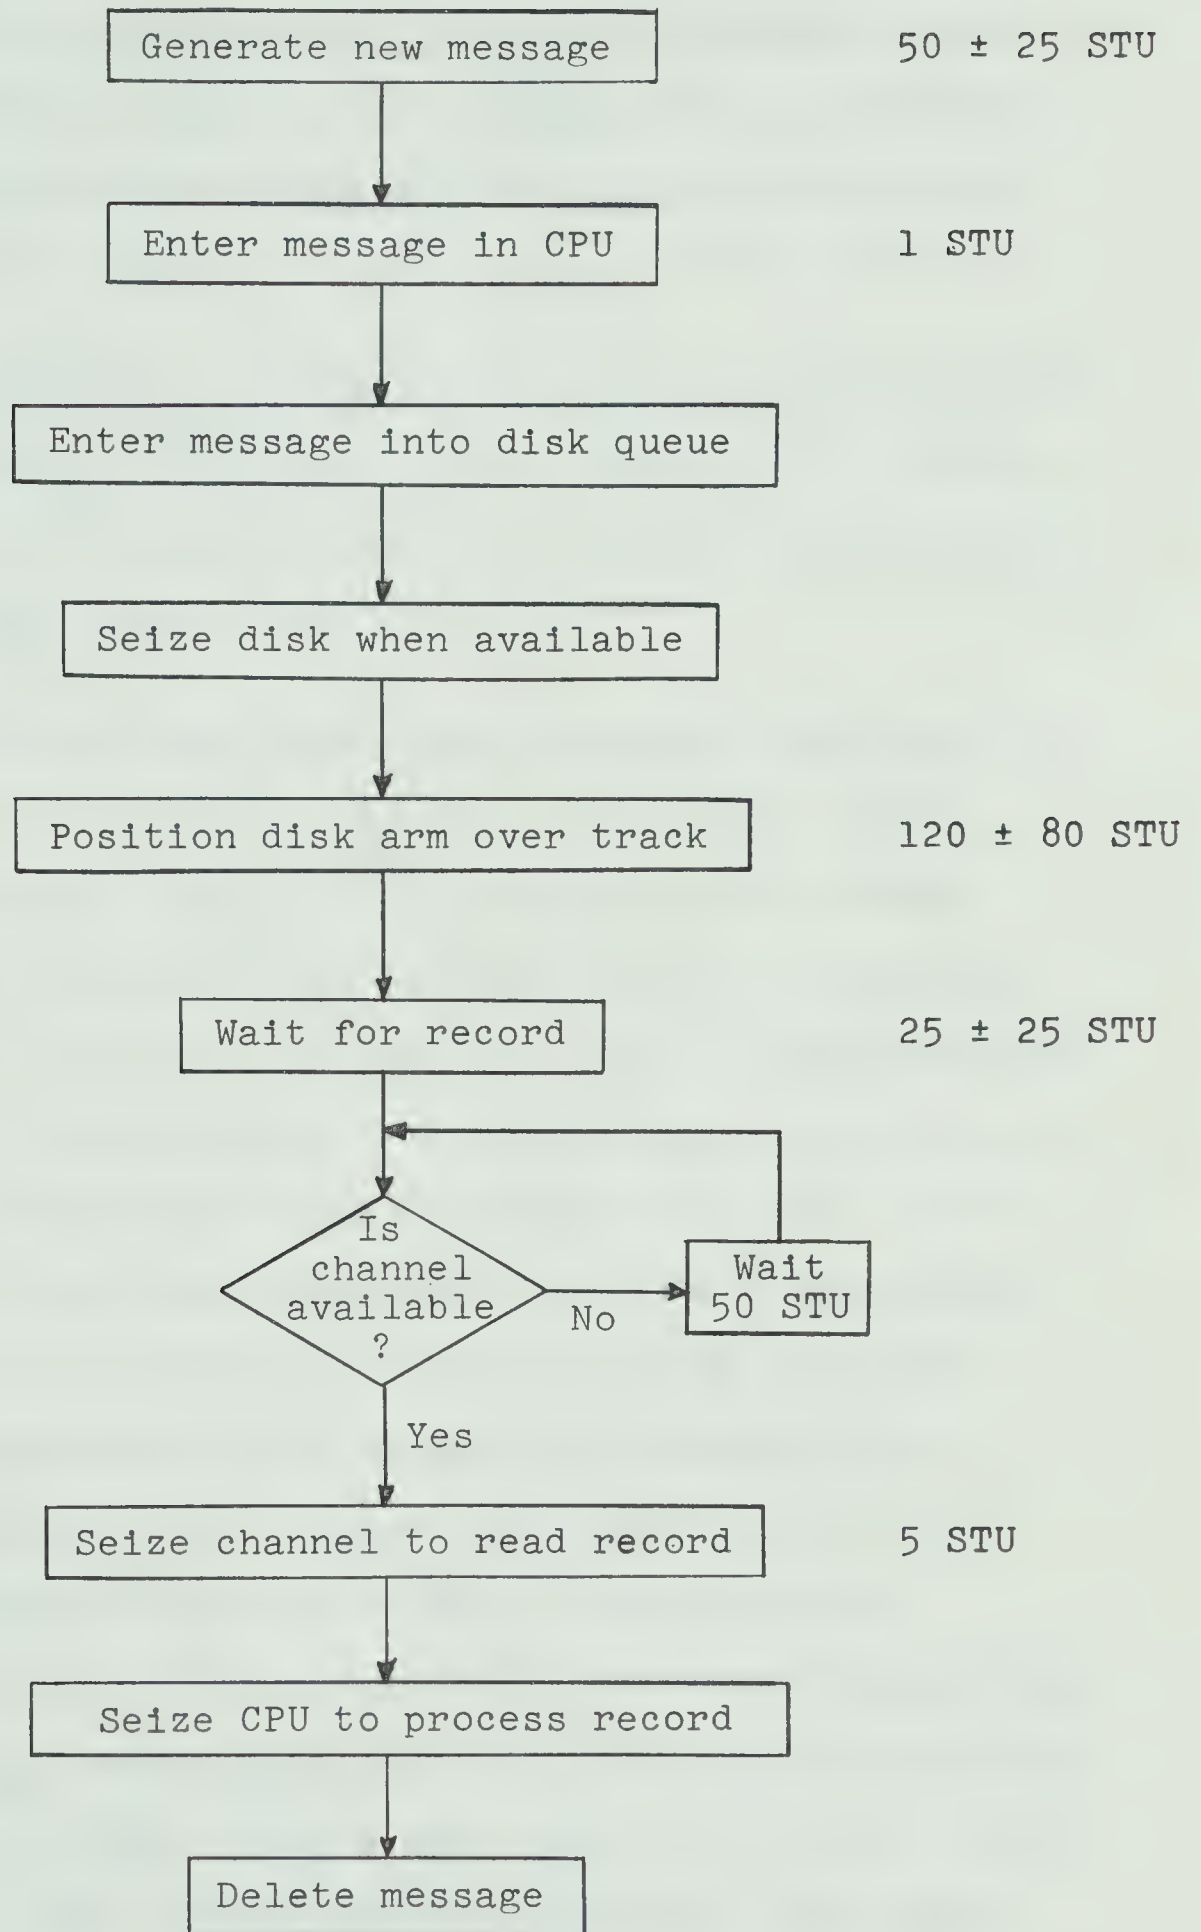 Generate new message 50 ± 25 STU
Enter message in CPU 1 STU
Enter message into disk queue
Seize disk when available
Position disk arm over track 120 ± 80 STU
Wait for record 25 ± 25 STU
Is
channel
available
?
No
Wait
50 STU
Yes
Seize channel to read record 5 STU
Seize CPU to process record
Delete message